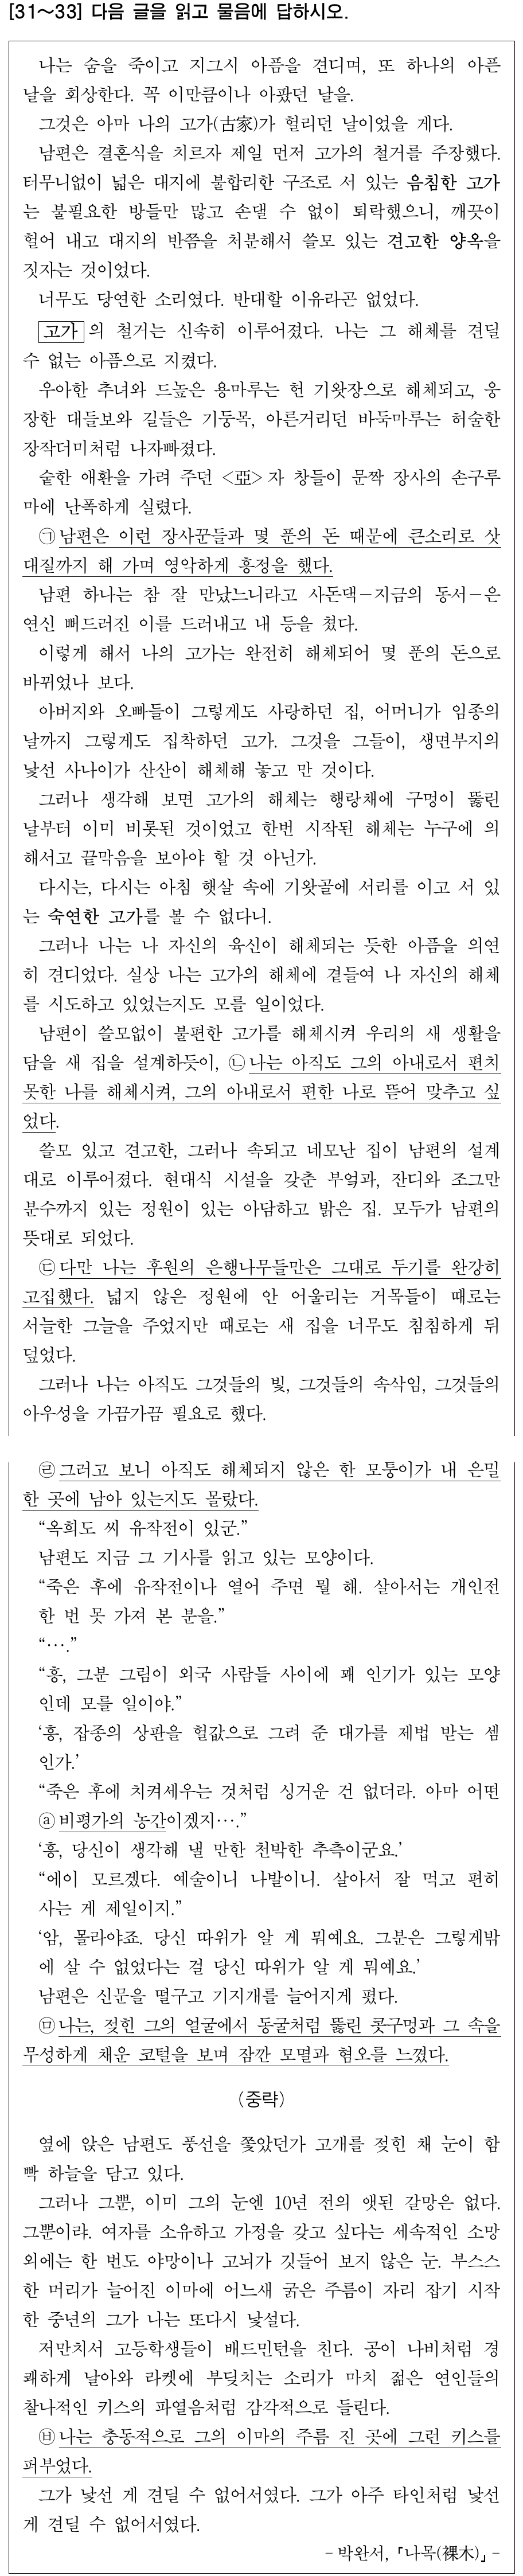 [31～33] 다음 글을 읽고 물음에 답하시오.
나는 숨을 죽이고 지그시 아픔을 견디며, 또 하나의 아픈
날을 회상한다. 꼭 이만큼이나 아팠던 날을.
그것은 아마 나의 고가(古家)가 헐리던 날이었을 게다.
남편은 결혼식을 치르자 제일 먼저 고가의 철거를 주장했다.
터무니없이 넓은 대지에 불합리한 구조로 서 있는 음침한 고가
는 불필요한 방들만 많고 손댈 수 없이 퇴락했으니, 깨끗이
헐어 내고 대지의 반쯤을 처분해서 쓸모 있는 견고한 양옥을
짓자는 것이었다.
너무도 당연한 소리였다. 반대할 이유라곤 없었다.
고가의 철거는 신속히 이루어졌다. 나는 그 해체를 견딜
수 없는 아픔으로 지켰다.
우아한 추녀와 드높은 용마루는 헌 기왓장으로 해체되고, 웅
장한 대들보와 길들은 기둥목, 아른거리던 바둑마루는 허술한
장작더미처럼 나자빠졌다.
숱한 애환을 가려 주던 <亞>자 창들이 문짝 장사의 손구루
마에 난폭하게 실렸다.
㉠남편은 이런 장사꾼들과 몇 푼의 돈 때문에 큰소리로 삿
대질까지 해 가며 영악하게 흥정을 했다.
남편 하나는 참 잘 만났느니라고 사돈댁－지금의 동서－은
연신 뻐드러진 이를 드러내고 내 등을 쳤다.
이렇게 해서 나의 고가는 완전히 해체되어 몇 푼의 돈으로
바뀌었나 보다.
아버지와 오빠들이 그렇게도 사랑하던 집, 어머니가 임종의
날까지 그렇게도 집착하던 고가. 그것을 그들이, 생면부지의
낯선 사나이가 산산이 해체해 놓고 만 것이다.
그러나 생각해 보면 고가의 해체는 행랑채에 구멍이 뚫린
날부터 이미 비롯된 것이었고 한번 시작된 해체는 누구에 의
해서고 끝막음을 보아야 할 것 아닌가.
다시는, 다시는 아침 햇살 속에 기왓골에 서리를 이고 서 있
는 숙연한 고가를 볼 수 없다니.
그러나 나는 나 자신의 육신이 해체되는 듯한 아픔을 의연
히 견디었다. 실상 나는 고가의 해체에 곁들여 나 자신의 해체
를 시도하고 있었는지도 모를 일이었다.
남편이 쓸모없이 불편한 고가를 해체시켜 우리의 새 생활을
담을 새 집을 설계하듯이, ㉡나는 아직도 그의 아내로서 편치
못한 나를 해체시켜, 그의 아내로서 편한 나로 뜯어 맞추고 싶
었다.
쓸모 있고 견고한, 그러나 속되고 네모난 집이 남편의 설계
대로 이루어졌다. 현대식 시설을 갖춘 부엌과, 잔디와 조그만
분수까지 있는 정원이 있는 아담하고 밝은 집. 모두가 남편의
뜻대로 되었다.
㉢다만 나는 후원의 은행나무들만은 그대로 두기를 완강히
고집했다. 넓지 않은 정원에 안 어울리는 거목들이 때로는
서늘한 그늘을 주었지만 때로는 새 집을 너무도 침침하게 뒤
덮었다.
그러나 나는 아직도 그것들의 빛, 그것들의 속삭임, 그것들의
아우성을 가끔가끔 필요로 했다.
㉣그러고 보니 아직도 해체되지 않은 한 모퉁이가 내 은밀
한 곳에 남아 있는지도 몰랐다.
“옥희도 씨 유작전이 있군.”
남편도 지금 그 기사를 읽고 있는 모양이다.
“죽은 후에 유작전이나 열어 주면 뭘 해. 살아서는 개인전
한 번 못 가져 본 분을.”
“….”
“흥, 그분 그림이 외국 사람들 사이에 꽤 인기가 있는 모양
인데 모를 일이야.”
‘흥, 잡종의 상판을 헐값으로 그려 준 대가를 제법 받는 셈
인가.’
“죽은 후에 치켜세우는 것처럼 싱거운 건 없더라. 아마 어떤
ⓐ비평가의 농간이겠지….”
‘흥, 당신이 생각해 낼 만한 천박한 추측이군요.’
“에이 모르겠다. 예술이니 나발이니. 살아서 잘 먹고 편히
사는 게 제일이지.”
‘암, 몰라야죠. 당신 따위가 알 게 뭐예요. 그분은 그렇게밖
에 살 수 없었다는 걸 당신 따위가 알 게 뭐예요.’
남편은 신문을 떨구고 기지개를 늘어지게 폈다.
㉤나는, 젖힌 그의 얼굴에서 동굴처럼 뚫린 콧구멍과 그 속을
무성하게 채운 코털을 보며 잠깐 모멸과 혐오를 느꼈다.
(중략)
옆에 앉은 남편도 풍선을 쫓았던가 고개를 젖힌 채 눈이 함
빡 하늘을 담고 있다.
그러나 그뿐, 이미 그의 눈엔 10년 전의 앳된 갈망은 없다.
그뿐이랴. 여자를 소유하고 가정을 갖고 싶다는 세속적인 소망
외에는 한 번도 야망이나 고뇌가 깃들어 보지 않은 눈. 부스스
한 머리가 늘어진 이마에 어느새 굵은 주름이 자리 잡기 시작
한 중년의 그가 나는 또다시 낯설다.
저만치서 고등학생들이 배드민턴을 친다. 공이 나비처럼 경
쾌하게 날아와 라켓에 부딪치는 소리가 마치 젊은 연인들의
찰나적인 키스의 파열음처럼 감각적으로 들린다.
㉥나는 충동적으로 그의 이마의 주름 진 곳에 그런 키스를
퍼부었다.
그가 낯선 게 견딜 수 없어서였다. 그가 아주 타인처럼 낯선
게 견딜 수 없어서였다.
－박완서, 「나목(裸木)」－